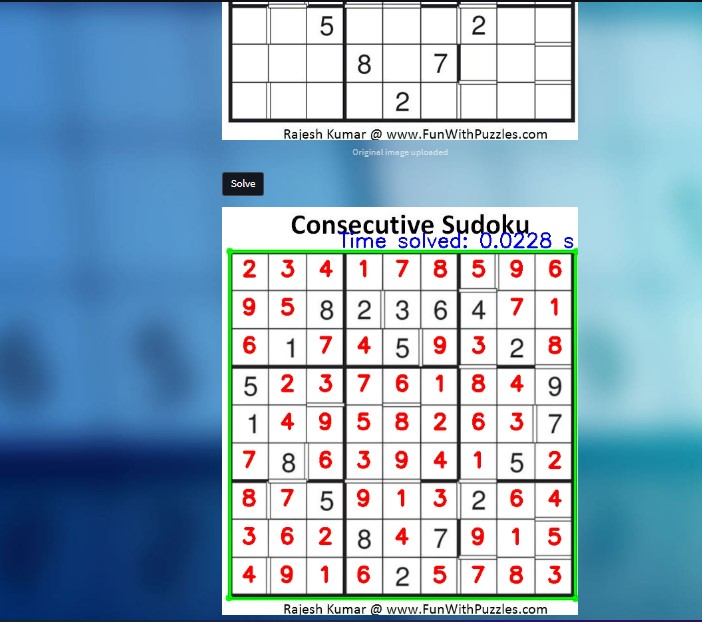 5 2
8 7
2
Rajesh Kumar @ www.FunWithPuzzles.com
Original image uploaded
Solve
Consecutive Sudoku
Time solved: 0.0228 s
2 3 4 1 7 8 5 9 6
9 5 8 2 3 6 4 7 1
6 1 7 4 5 9 3 2 8
5 2 3 7 6 1 8 4 9
1 4 9 5 8 2 6 3 7
7 8 6 3 9 4 1 5 2
8 7 5 9 1 3 2 6 4
3 6 2 8 4 7 9 1 5
4 9 1 6 2 5 7 8 3
Rajesh Kumar @ www.FunWithPuzzles.com